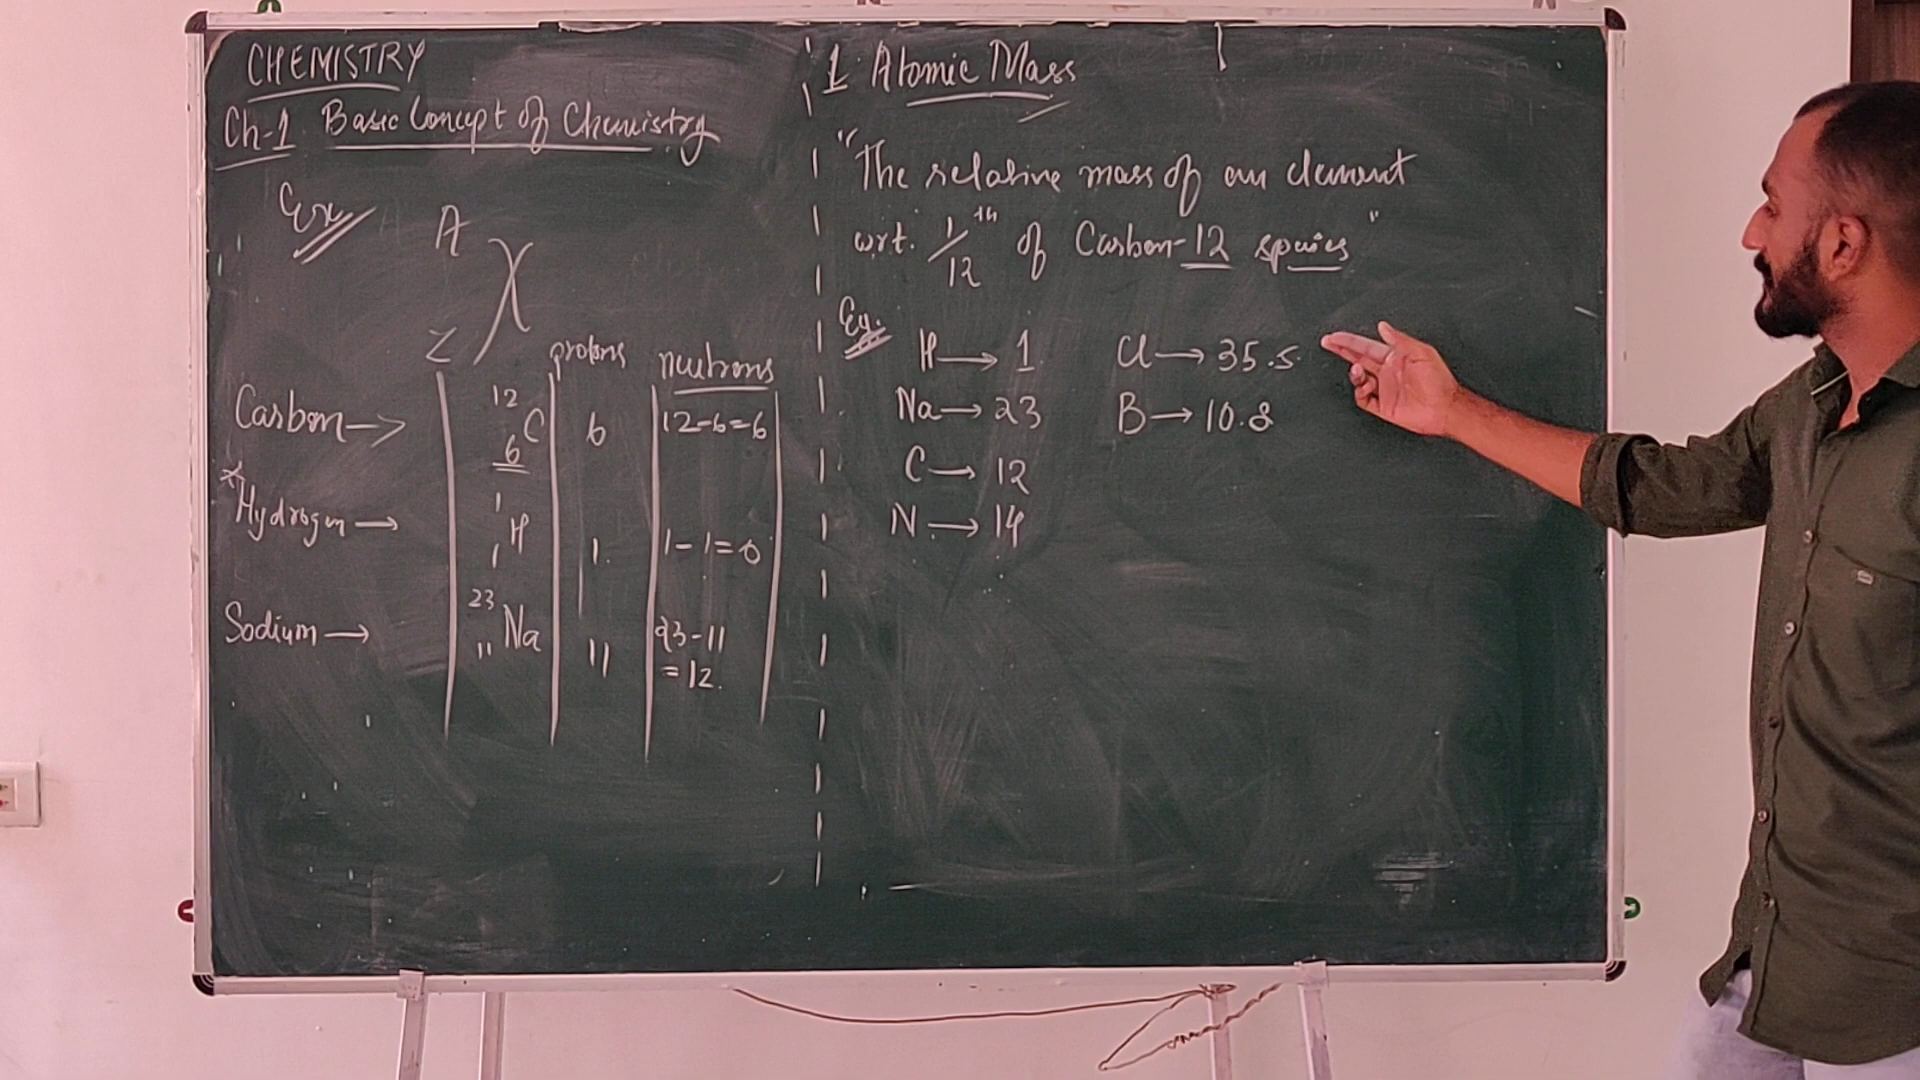 CHEMISTRY
Ch-1 Basic Concept of Chemistry
Ex
A
X
Z
protons neutrons
Carbon → 12 C 6 6 12-6=6
*Hydrogen → 1 H 1 1. 1-1=0
Sodium → 23 Na 11 11 23-11
=12.
1. Atomic Mass
"The relative mass of an element
wrt. 1/12 th of Carbon-12 species"
Eg.
H → 1. Cl → 35.5
Na → 23 B → 10.8
C → 12
N → 14